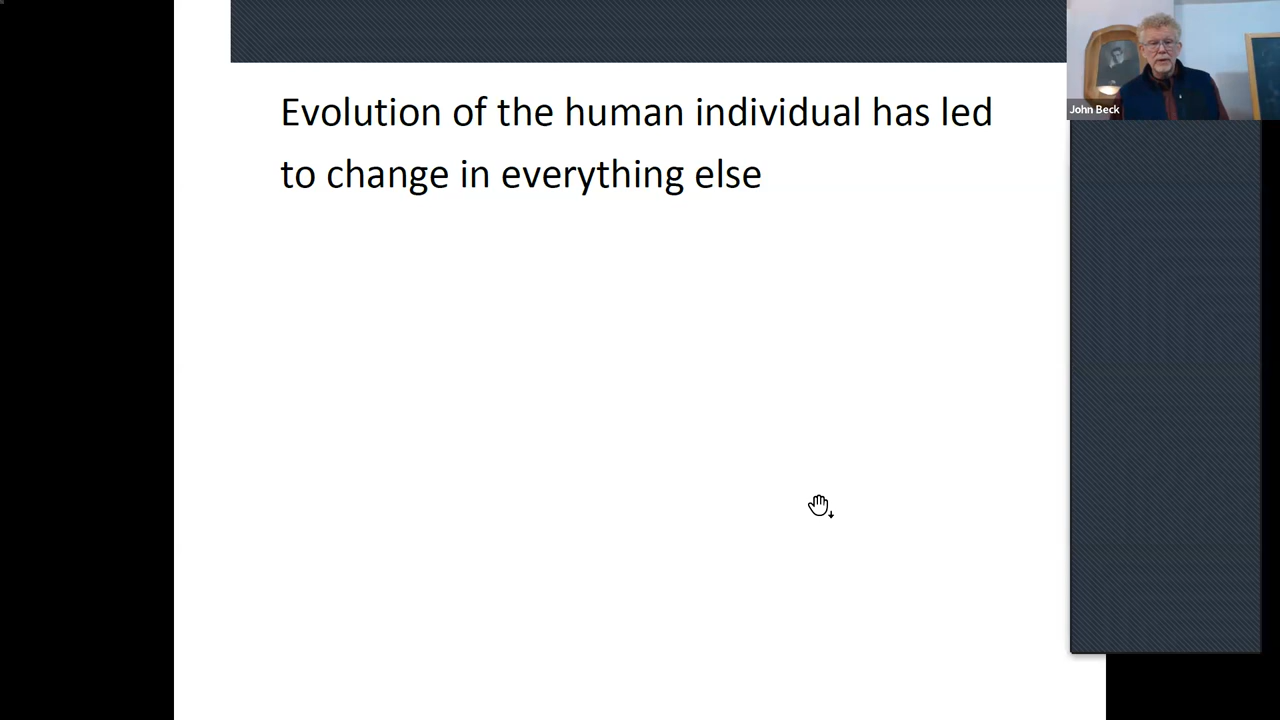 Evolution of the human individual has led
to change in everything else
John Beck